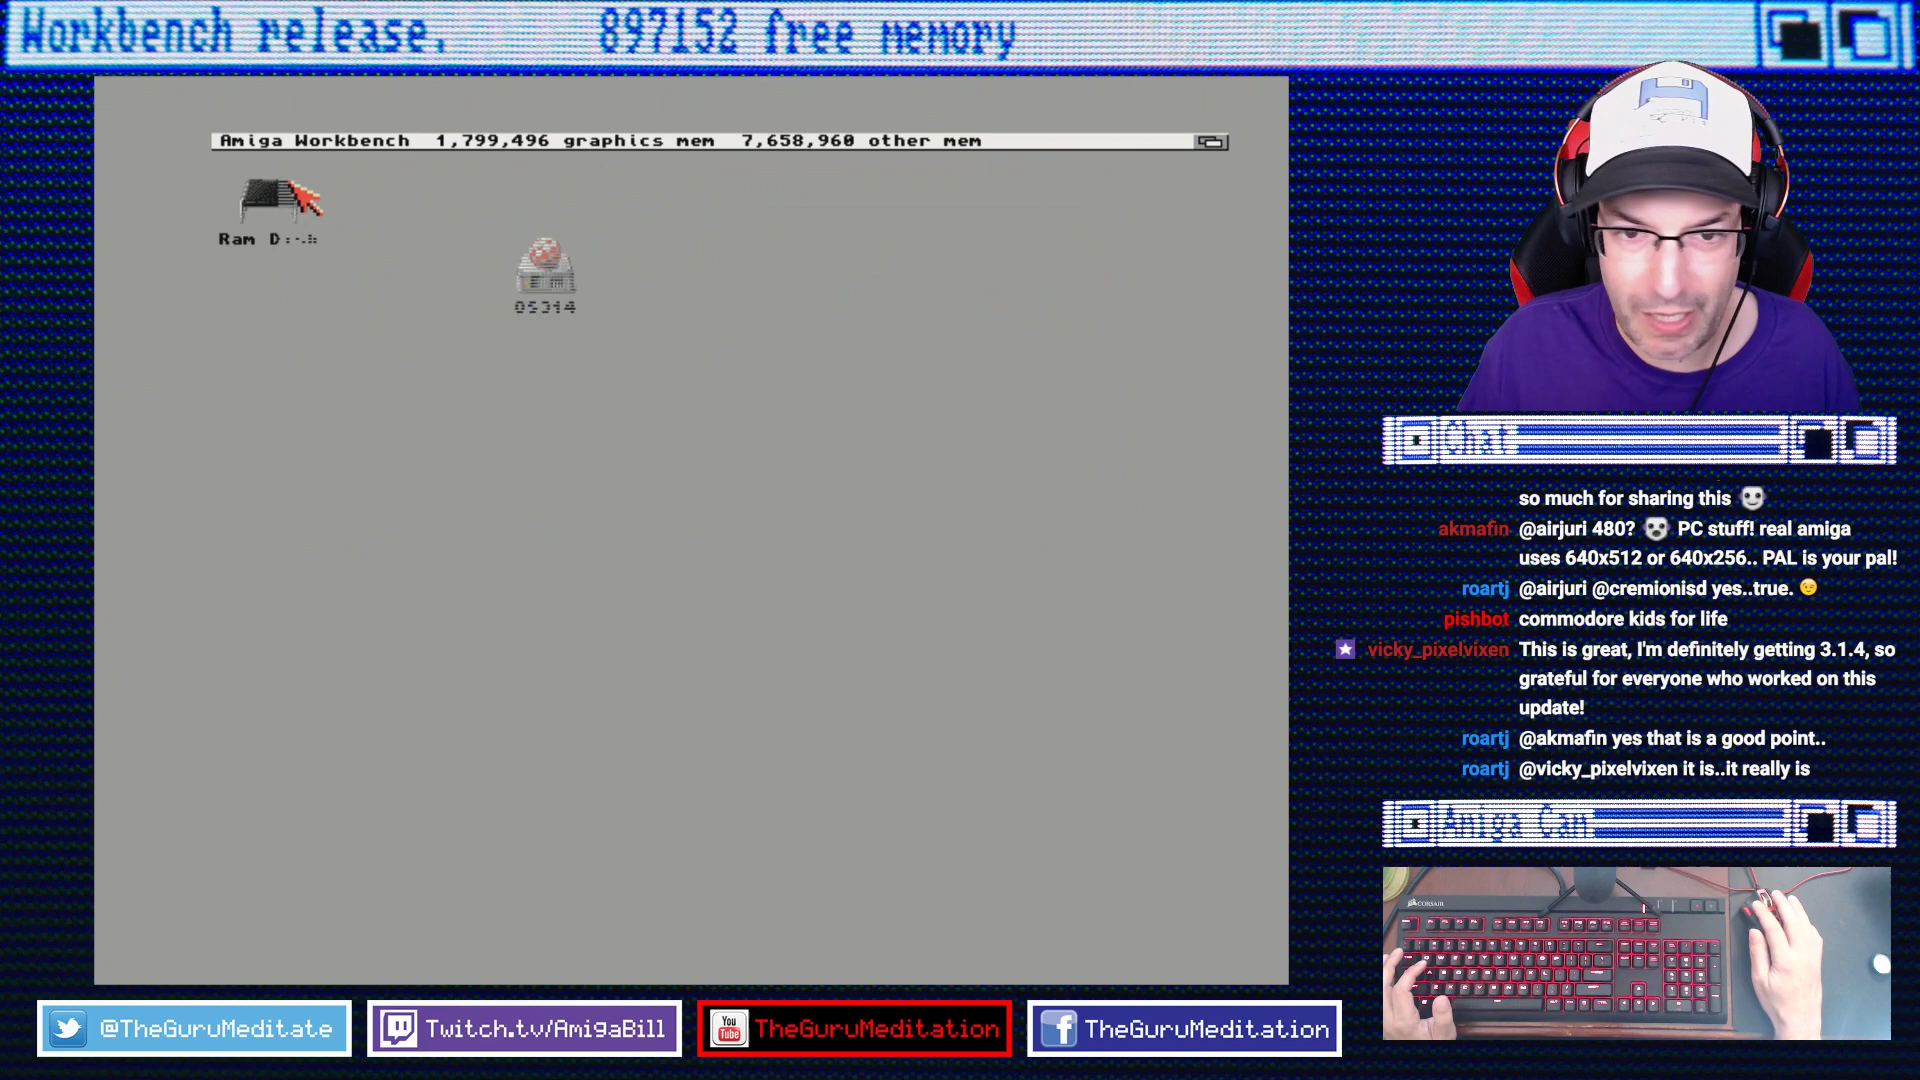 Workbench release.    897152 free memory
Amiga Workbench  1,799,496 graphics mem  7,658,960 other mem
Ram
Chat
so much for sharing this
akmafin @airjuri 480? PC stuff! real amiga
uses 640x512 or 640x256.. PAL is your pal!
roartj @airjuri @cremionisd yes..true.
pishbot commodore kids for life
vicky_pixelvixen This is great, I'm definitely getting 3.1.4, so
grateful for everyone who worked on this
update!
roartj @akmafin yes that is a good point..
roartj @vicky_pixelvixen it is..it really is
Amiga Cam
CORSAIR
@TheGuruMeditate
Twitch.tv/AmigaBill
You Tube TheGuruMeditation
f TheGuruMeditation